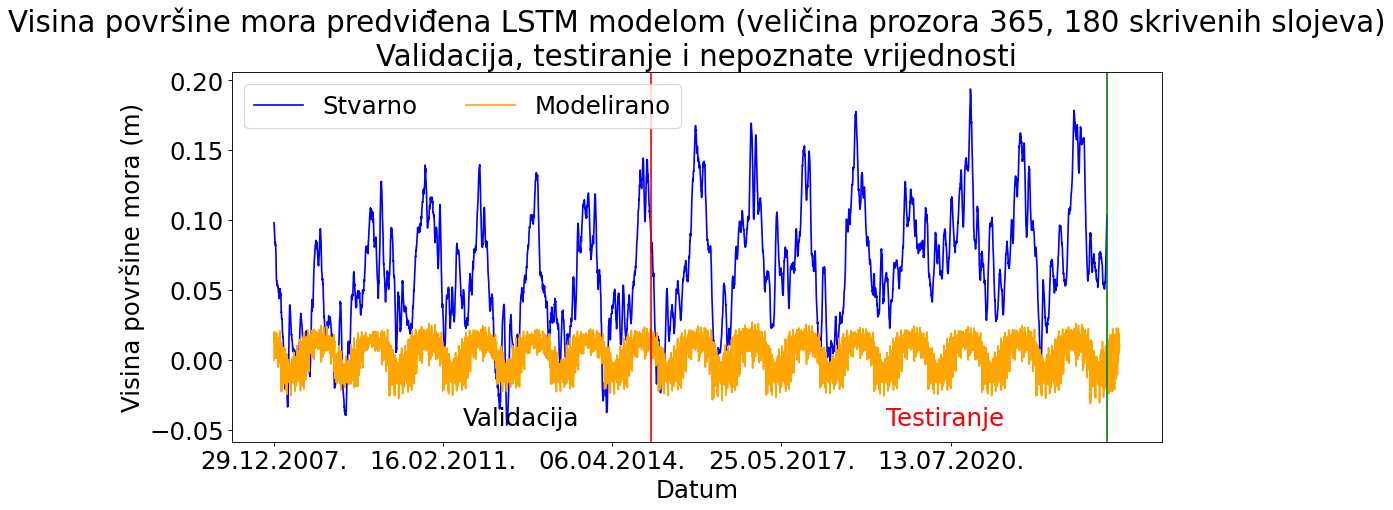 Visina površine mora predviđena LSTM modelom (veličina prozora 365, 180 skrivenih slojeva)
Validacija, testiranje i nepoznate vrijednosti
Stvarno
Modelirano
Visina površine mora (m)
0.20
0.15
0.10
0.05
0.00
−0.05
Validacija
Testiranje
29.12.2007.
16.02.2011.
06.04.2014.
25.05.2017.
13.07.2020.
Datum